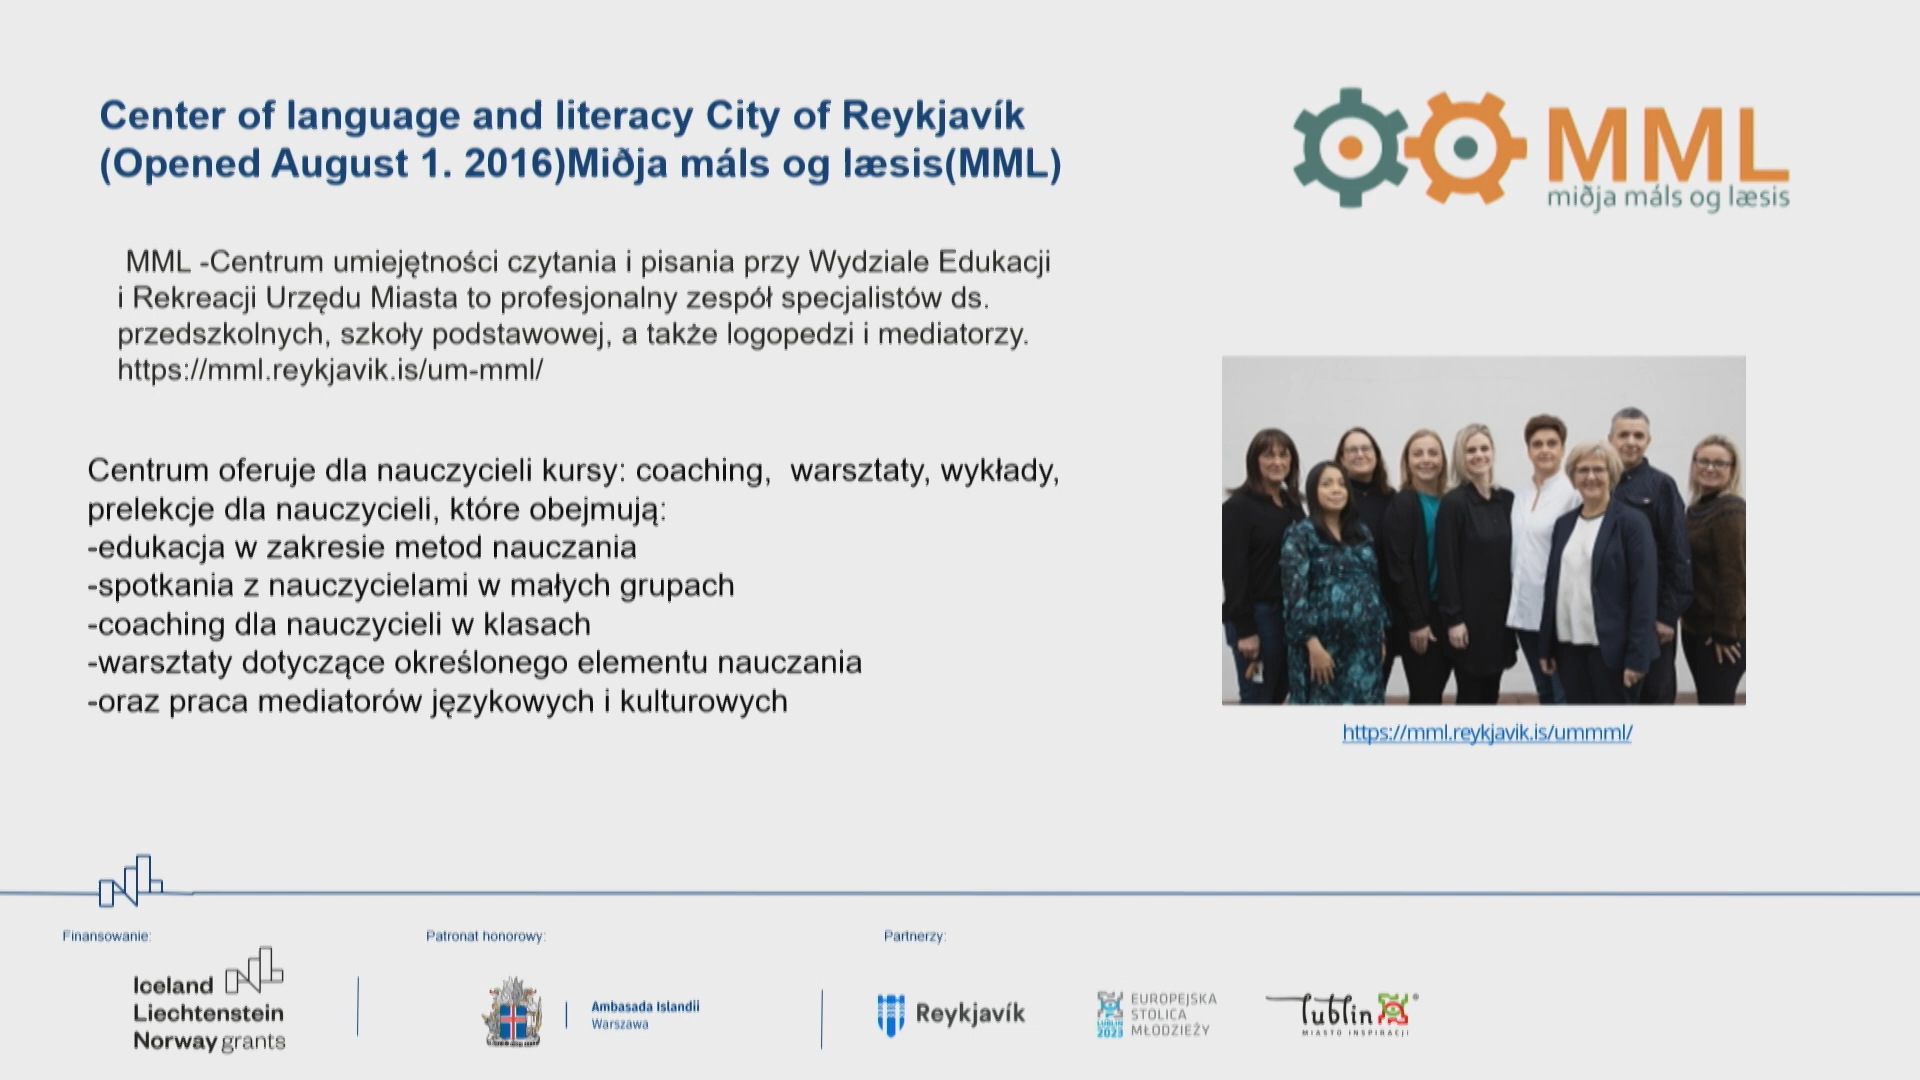 Center of language and literacy City of Reykjavík
(Opened August 1. 2016)Miðja máls og læsis(MML)
MML
miðja máls og læsis
MML -Centrum umiejętności czytania i pisania przy Wydziale Edukacji
i Rekreacji Urzędu Miasta to profesjonalny zespół specjalistów ds.
przedszkolnych, szkoły podstawowej, a także logopedzi i mediatorzy.
https://mml.reykjavik.is/um-mml/
Centrum oferuje dla nauczycieli kursy: coaching,  warsztaty, wykłady,
prelekcje dla nauczycieli, które obejmują:
-edukacja w zakresie metod nauczania
-spotkania z nauczycielami w małych grupach
-coaching dla nauczycieli w klasach
-warsztaty dotyczące określonego elementu nauczania
-oraz praca mediatorów językowych i kulturowych
https://mml.reykjavik.is/ummml/
Finansowanie:
Iceland
Liechtenstein
Norway grants
Patronat honorowy:
Ambasada Islandii
Warszawa
Partnerzy:
Reykjavík
LUBLIN
2023
EUROPEJSKA
STOLICA
MŁODZIEŻY
lublin
MIASTO INSPIRACJI